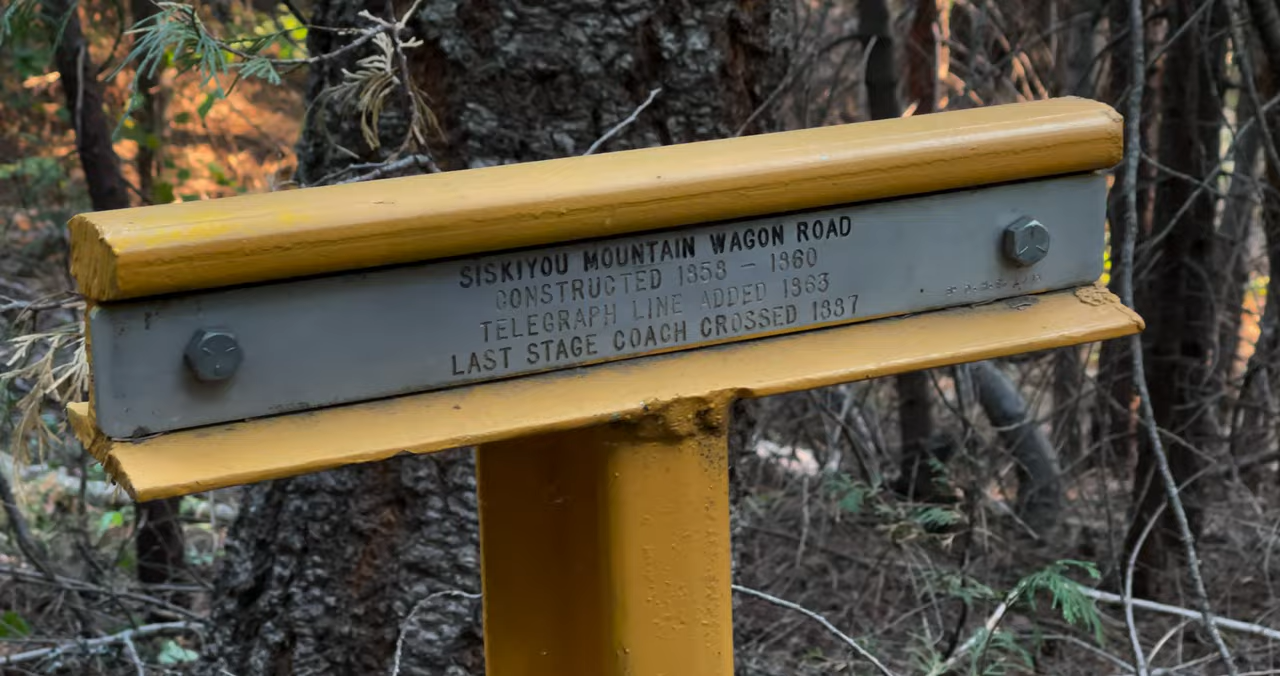 SISKIYOU MOUNTAIN WAGON ROAD
CONSTRUCTED 1858 – 1860
TELEGRAPH LINE ADDED 1863
LAST STAGE COACH CROSSED 1887